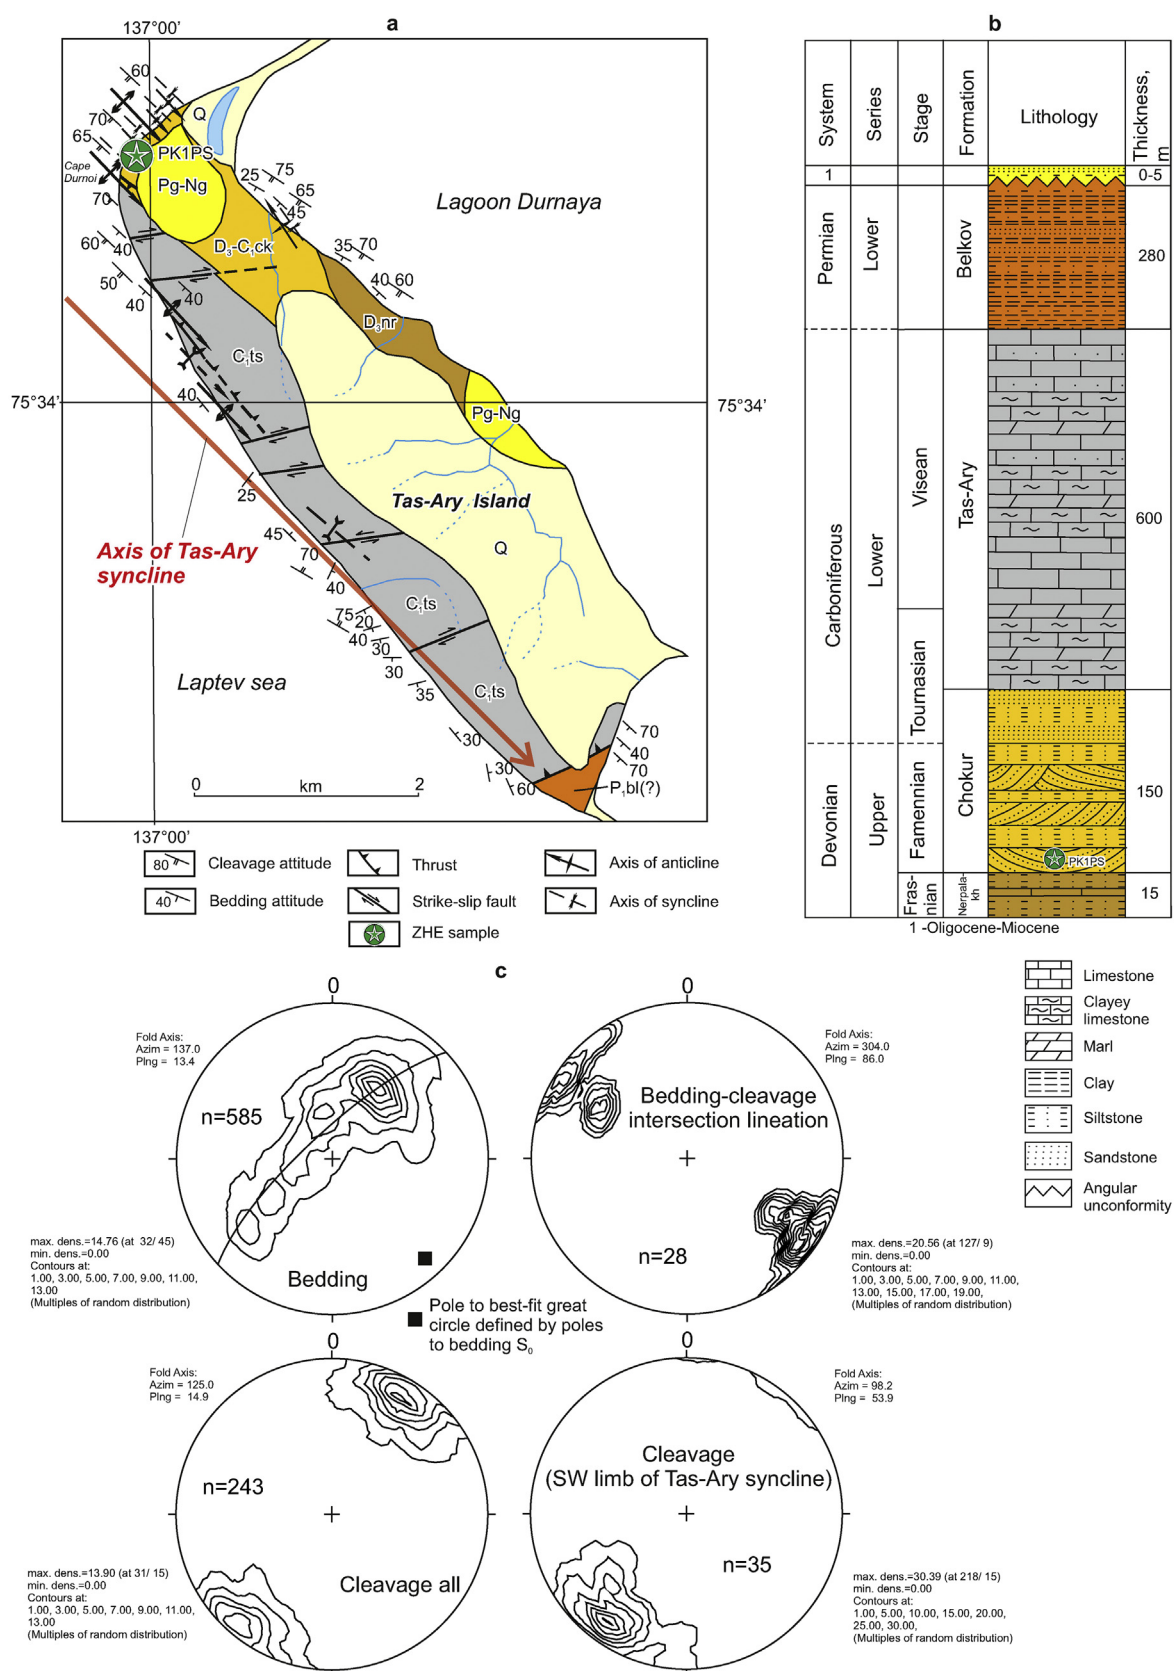 a
137°00'
60
70
65
Cape
Durnoi
70
PK1PS
Q
Pg-Ng
25
75
65
45
Lagoon Durnaya
60
40
D₃-C₁ck
35
70
50
40
40
40
60
D₃nr
C₁ts
40
75°34'
75°34'
Pg-Ng
25
Tas-Ary Island
Q
Axis of Tas-Ary
syncline
45
70
40
C₁ts
75
20
40
30
30
35
Laptev sea
C₁ts
30
30
60
70
40
70
P₁bl(?)
0
km
2
137°00'
80
Cleavage attitude
Thrust
Axis of anticline
40
Bedding attitude
Strike-slip fault
Axis of syncline
ZHE sample
b
System
Series
Stage
Formation
Lithology
Thickness,
m
1
0-5
Permian
Lower
Belkov
280
Carboniferous
Lower
Visean
Tas-Ary
600
Tournasian
Devonian
Upper
Famennian
Chokur
150
PK1PS
Fras-
nian
Nerpala-
kh
15
1 -Oligocene-Miocene
Limestone
Clayey
limestone
Marl
Clay
Siltstone
Sandstone
Angular
unconformity
c
0
Fold Axis:
Azim = 137.0
Plng = 13.4
n=585
max. dens.=14.76 (at 32/ 45)
min. dens.=0.00
Contours at:
1.00, 3.00, 5.00, 7.00, 9.00, 11.00,
13.00
(Multiples of random distribution)
Bedding
0
Fold Axis:
Azim = 304.0
Plng = 86.0
Bedding-cleavage
intersection lineation
n=28
max. dens.=20.56 (at 127/ 9)
min. dens.=0.00
Contours at:
1.00, 3.00, 5.00, 7.00, 9.00, 11.00,
13.00, 15.00, 17.00, 19.00,
(Multiples of random distribution)
Pole to best-fit great
circle defined by poles
to bedding S₀
0
Fold Axis:
Azim = 125.0
Plng = 14.9
n=243
max. dens.=13.90 (at 31/ 15)
min. dens.=0.00
Contours at:
1.00, 3.00, 5.00, 7.00, 9.00, 11.00,
13.00
(Multiples of random distribution)
Cleavage all
0
Fold Axis:
Azim = 98.2
Plng = 53.9
Cleavage
(SW limb of Tas-Ary syncline)
n=35
max. dens.=30.39 (at 218/ 15)
min. dens.=0.00
Contours at:
1.00, 5.00, 10.00, 15.00, 20.00,
25.00, 30.00,
(Multiples of random distribution)